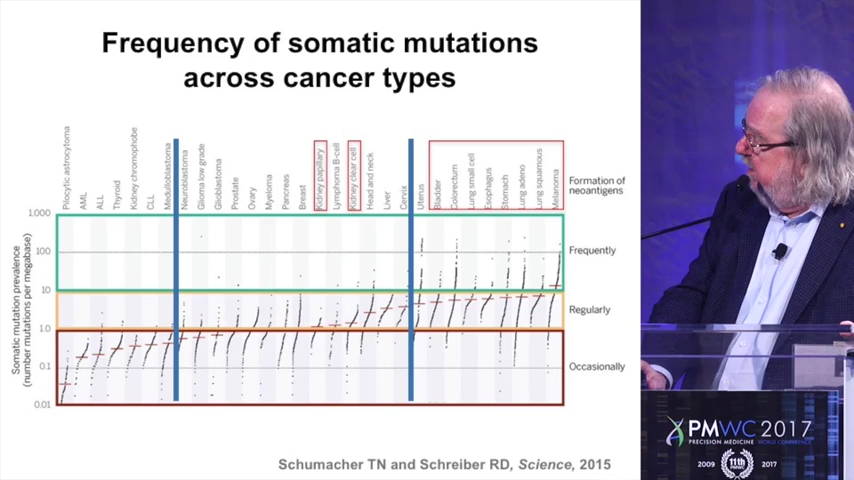 Frequency of somatic mutations
across cancer types
Pilocytic astrocytoma
AML
ALL
Thyroid
Kidney chromophobe
CLL
Medulloblastoma
Neuroblastoma
Glioma low grade
Glioblastoma
Prostate
Ovary
Myeloma
Pancreas
Breast
Kidney papillary
Lymphoma B-cell
Kidney clear cell
Head and neck
Liver
Cervix
Uterus
Bladder
Colorectum
Lung small cell
Esophagus
Stomach
Lung adeno
Lung squamous
Melanoma
Formation of
neoantigens
Somatic mutation prevalence
(number mutations per megabase)
1.000
100
10
1.0
0.1
0.01
Frequently
Regularly
Occasionally
Schumacher TN and Schreiber RD, Science, 2015
PMWC 2017
PRECISION MEDICINE WORLD CONFERENCE
2009
11th
2017